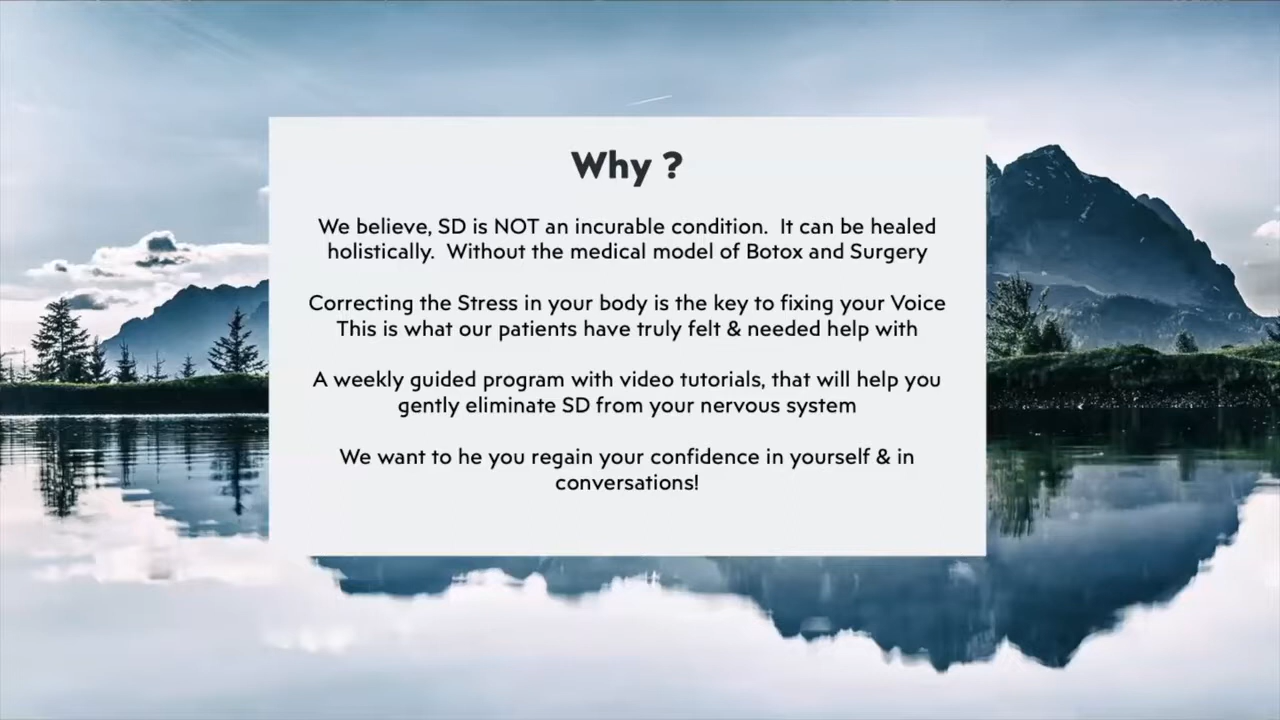 Why ?
We believe, SD is NOT an incurable condition.  It can be healed
holistically.  Without the medical model of Botox and Surgery
Correcting the Stress in your body is the key to fixing your Voice
This is what our patients have truly felt & needed help with
A weekly guided program with video tutorials, that will help you
gently eliminate SD from your nervous system
We want to he you regain your confidence in yourself & in
conversations!